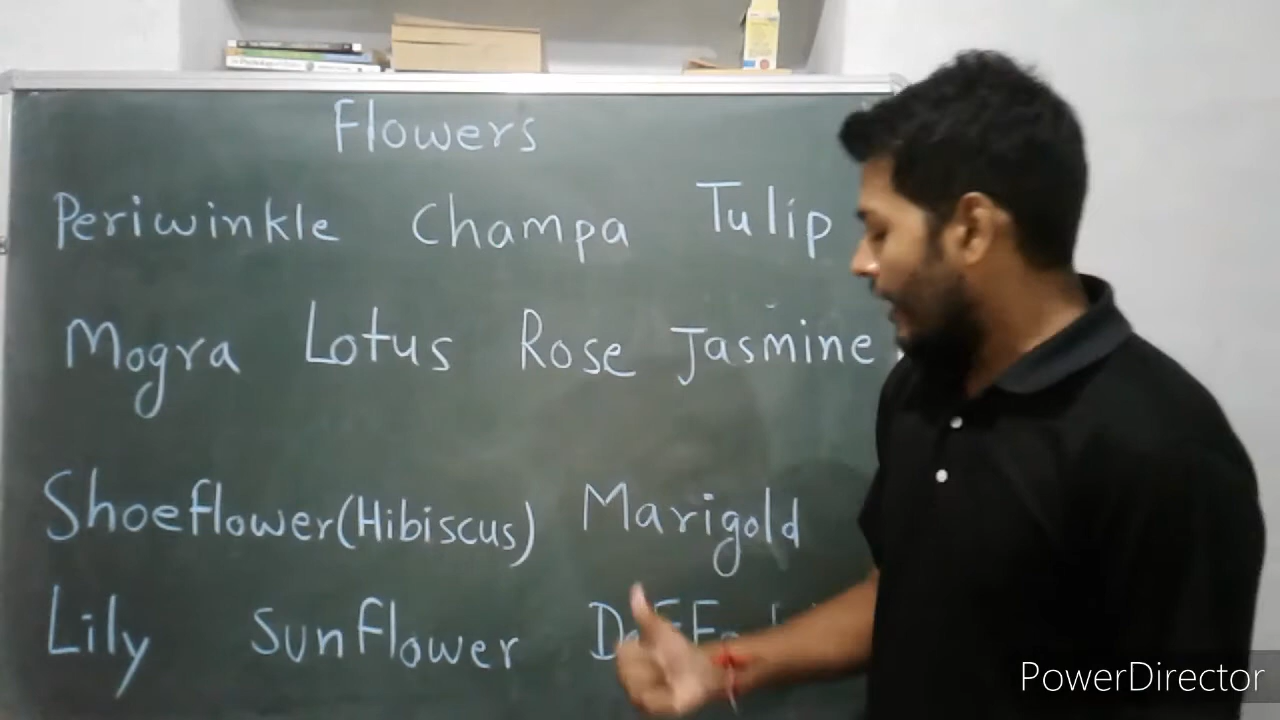 Flowers
Periwinkle Champa Tulip
Mogra Lotus Rose Jasmine
Shoeflower(Hibiscus) Marigold
Lily Sunflower
PowerDirector